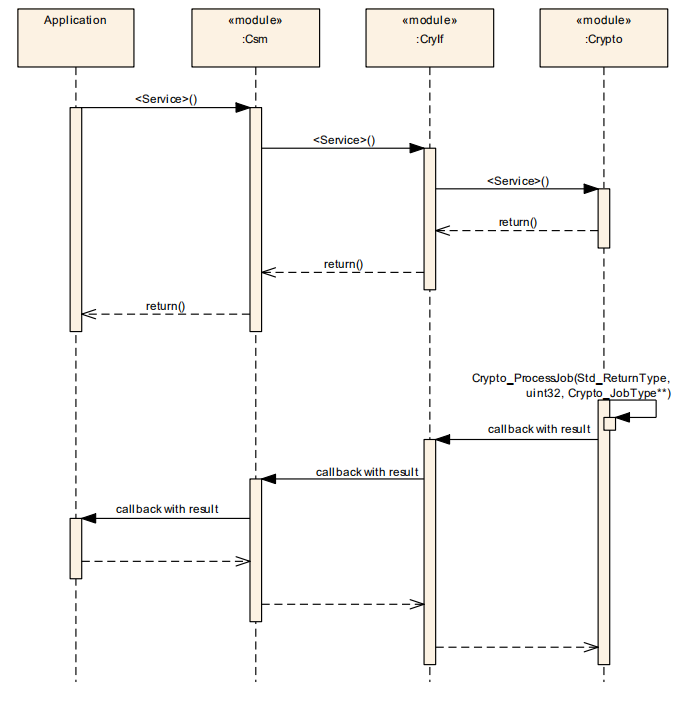 Application
«module»
:Csm
«module»
:CryIf
«module»
:Crypto
<Service>()
<Service>()
<Service>()
return()
return()
return()
Crypto_ProcessJob(Std_ReturnType,
uint32, Crypto_JobType**)
callback with result
callback with result
callback with result